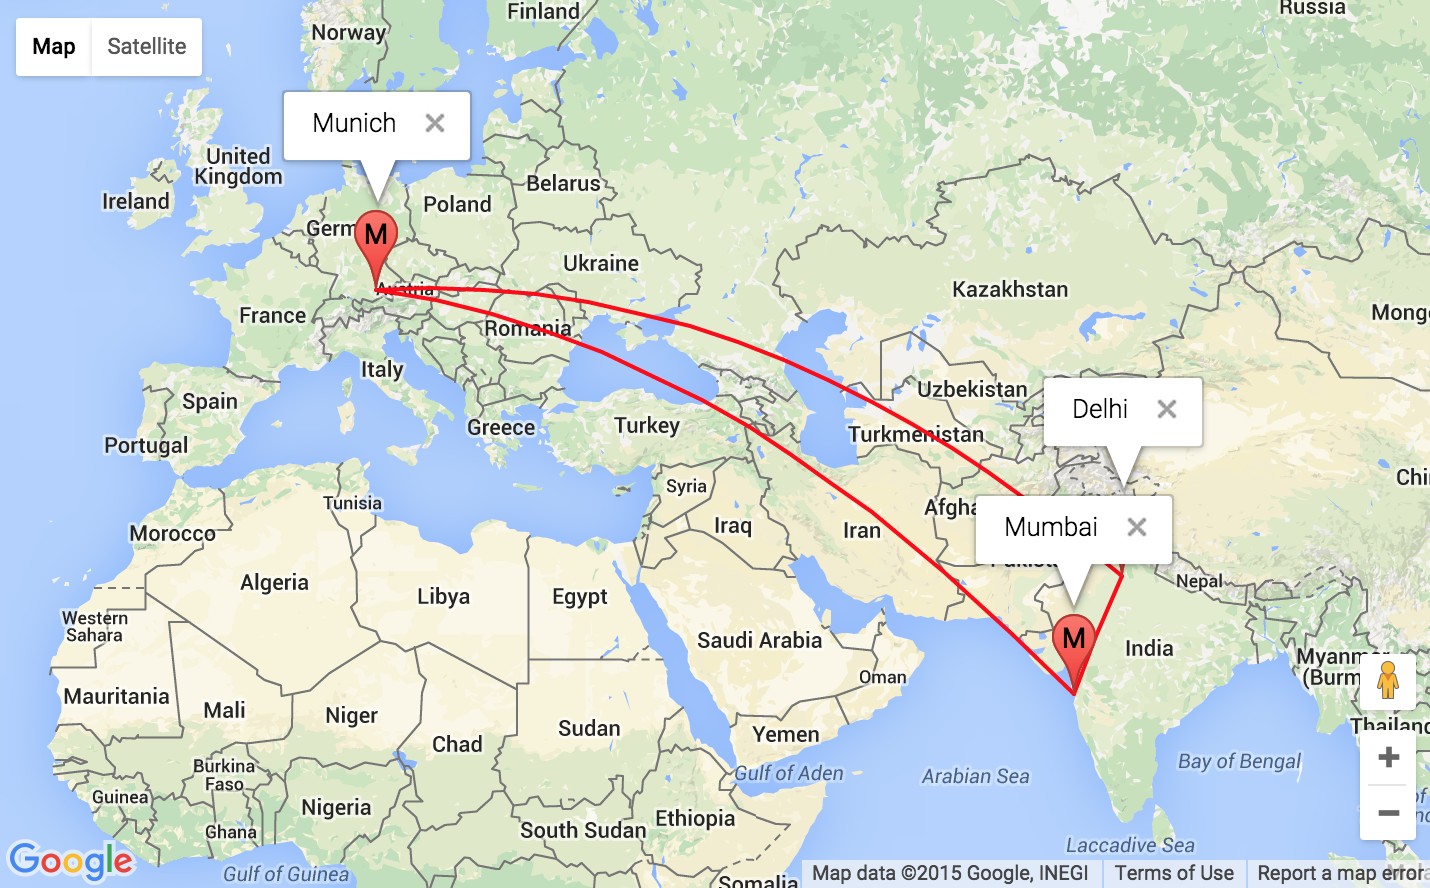 Finland
Russia
Norway
Map
Satellite
Munich
United
Kingdom
Belarus
Ireland
Poland
Germ
M
Ukraine
Austria
Kazakhstan
France
Mong
Romania
Italy
Uzbekistan
Spain
Delhi
Greece
Turkey
Turkmenistan
Portugal
Syria
Chi
Tunisia
Afgha
Morocco
Iraq
Iran
Mumbai
Algeria
Libya
Egypt
Nepal
Western
Sahara
Saudi Arabia
M
India
Myanmar
(Burm
Oman
Mauritania
Mali
Niger
Sudan
Chad
Yemen
Thailand
Burkina
Faso
Gulf of Aden
Arabian Sea
Bay of Bengal
Guinea
Nigeria
Ethiopia
South Sudan
Ghana
Laccadive Sea
Google
Gulf of Guinea
Somalia
Map data ©2015 Google, INEGI
Terms of Use
Report a map error